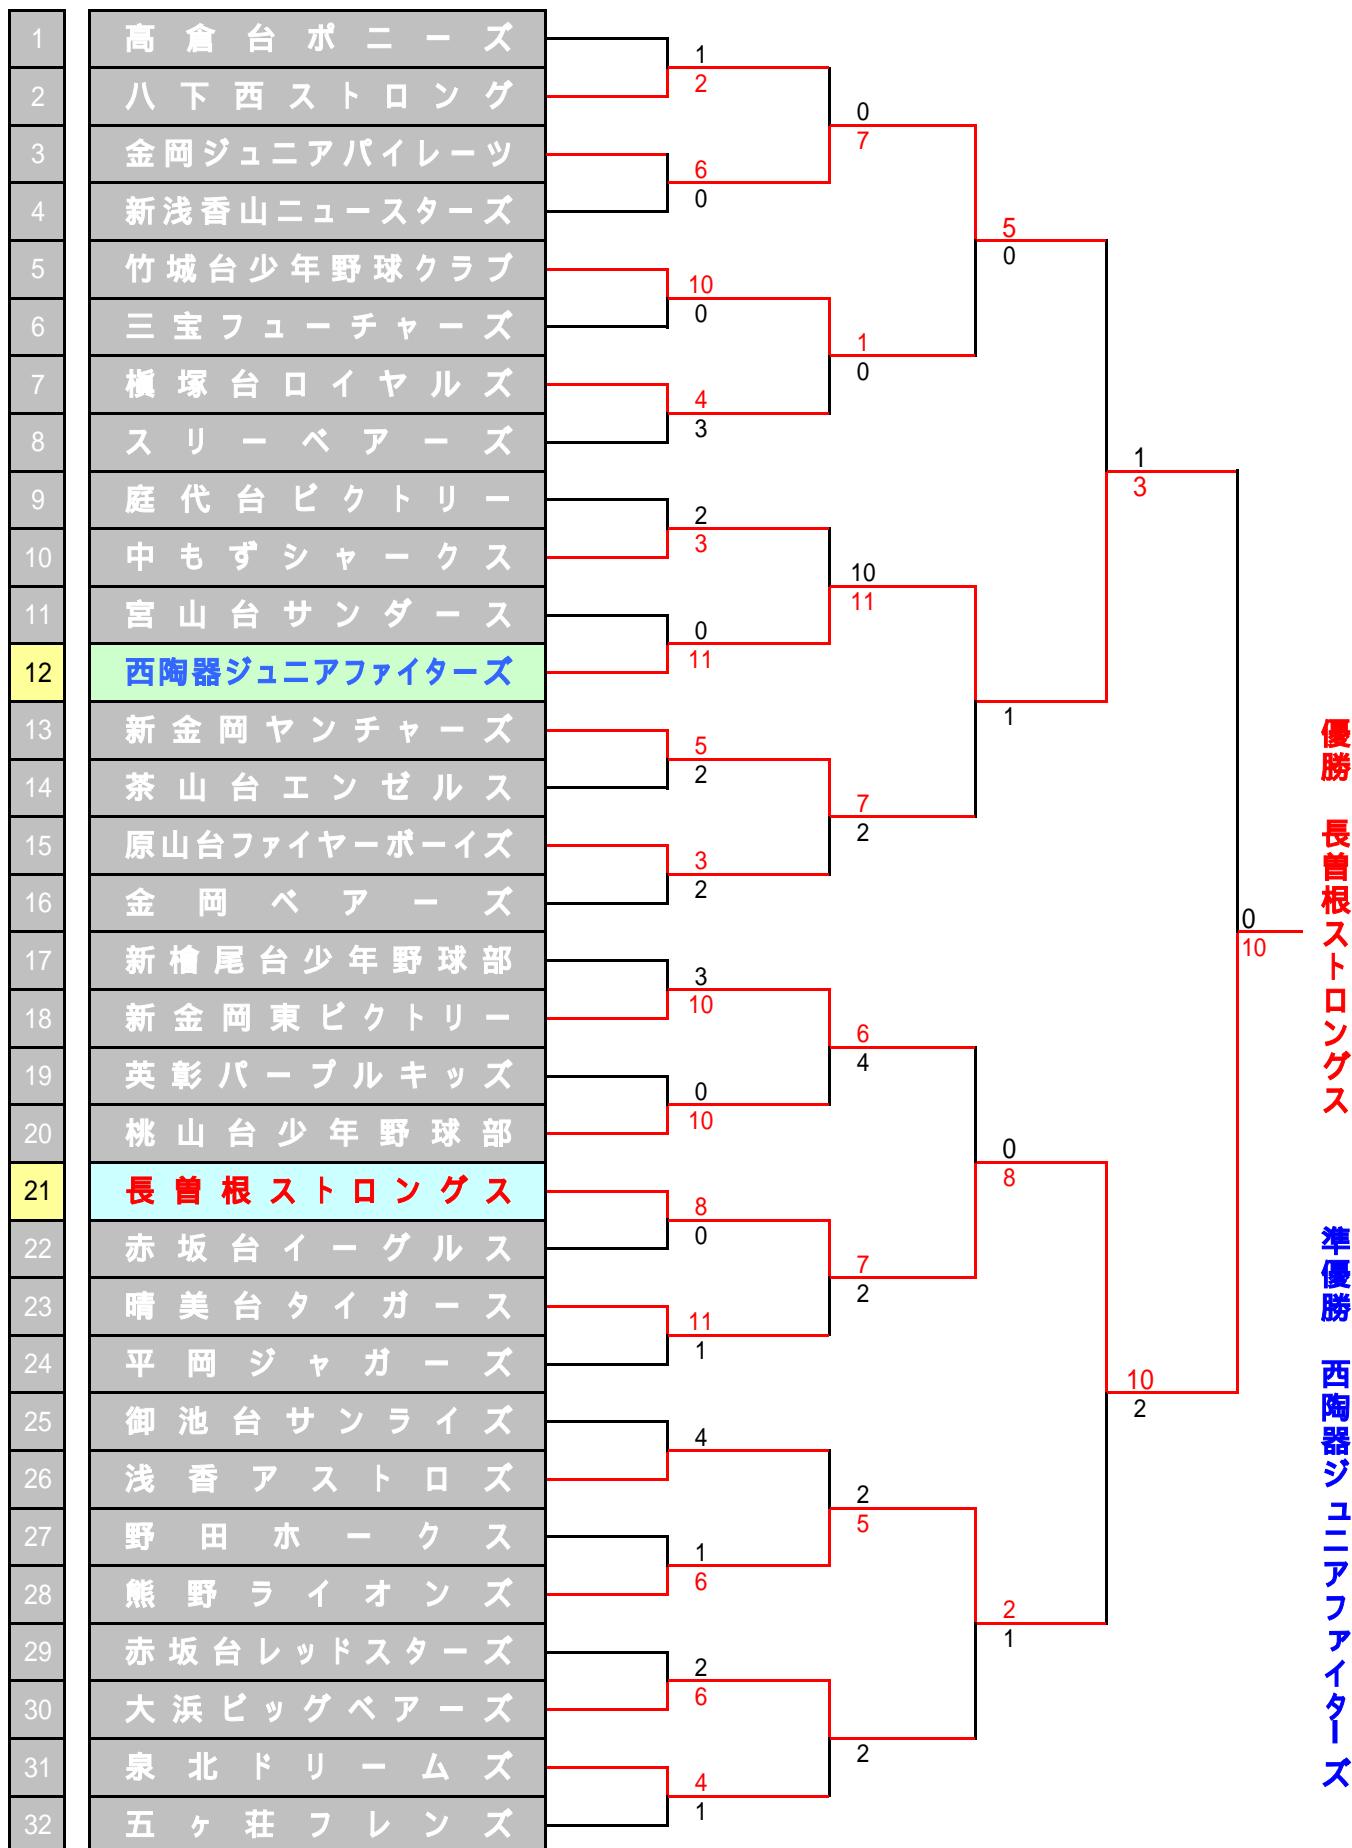 1 高倉台ポニーズ
2 八下西ストロング
3 金岡ジュニアパイレーツ
4 新浅香山ニュースターズ
5 竹城台少年野球クラブ
6 三宝フューチャーズ
7 槇塚台ロイヤルズ
8 スリーベアーズ
9 庭代台ビクトリー
10 中もずシャークス
11 宮山台サンダース
12 西陶器ジュニアファイターズ
13 新金岡ヤンチャーズ
14 茶山台エンゼルス
15 原山台ファイヤーボーイズ
16 金岡ベアーズ
17 新檜尾台少年野球部
18 新金岡東ビクトリー
19 英彰パープルキッズ
20 桃山台少年野球部
21 長曽根ストロングス
22 赤坂台イーグルス
23 晴美台タイガース
24 平岡ジャガーズ
25 御池台サンライズ
26 浅香アストロズ
27 野田ホークス
28 熊野ライオンズ
29 赤坂台レッドスターズ
30 大浜ビッグベアーズ
31 泉北ドリームズ
32 五ヶ荘フレンズ
1
2
6
0
10
0
4
3
2
3
0
11
5
2
3
2
3
10
0
10
8
0
11
1
4
1
6
2
6
4
1
0
7
1
0
10
11
7
2
6
4
7
2
2
5
2
5
0
1
0
8
2
1
1
3
10
2
0
10
優勝 長曽根ストロングス
準優勝 西陶器ジュニアファイターズ